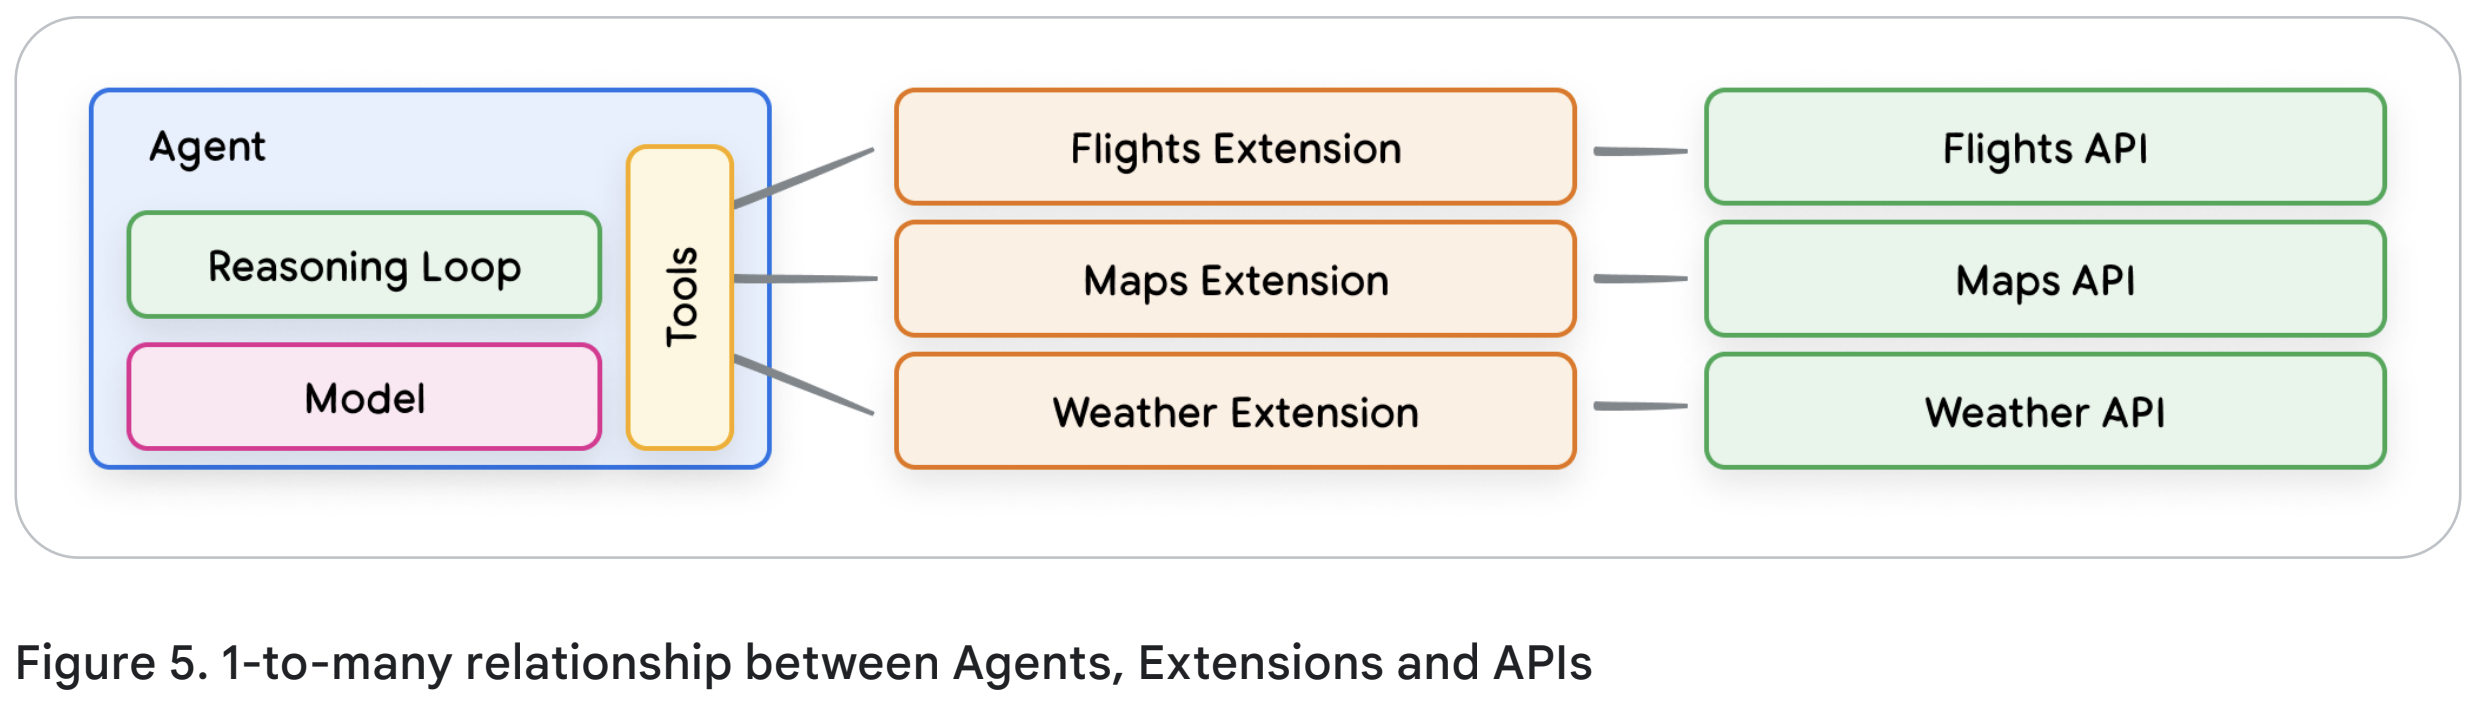 Agent
Reasoning Loop
Model
Tools
Flights Extension
Maps Extension
Weather Extension
Flights API
Maps API
Weather API
Figure 5. 1-to-many relationship between Agents, Extensions and APIs